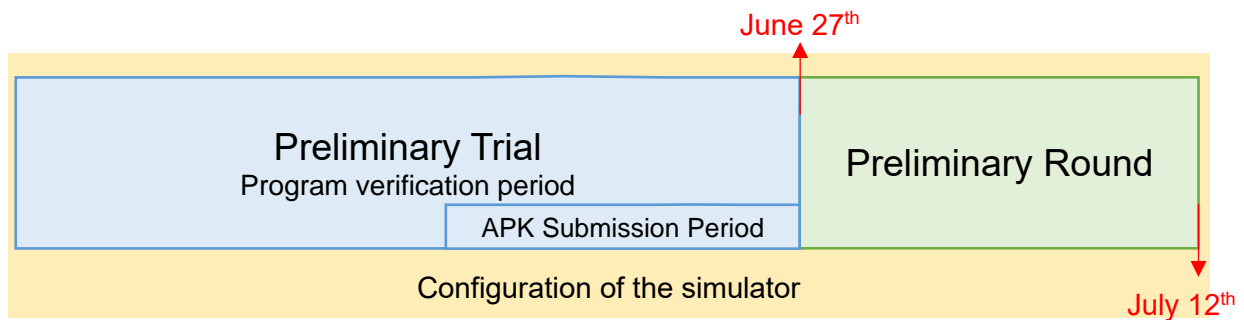 June 27th
Preliminary Trial
Program verification period
Preliminary Round
APK Submission Period
Configuration of the simulator
July 12th